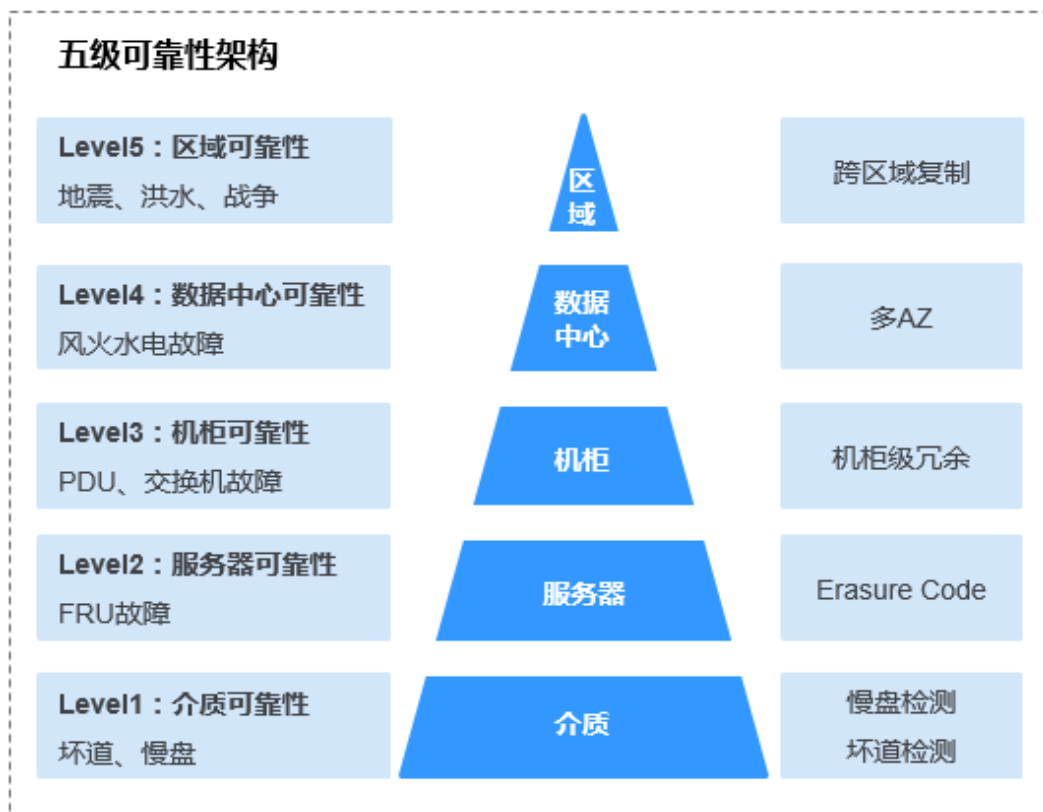 五级可靠性架构
Level5：区域可靠性
地震、洪水、战争
区
域
跨区域复制
Level4：数据中心可靠性
风火水电故障
数据
中心
多AZ
Level3：机柜可靠性
PDU、交换机故障
机柜
机柜级冗余
Level2：服务器可靠性
FRU故障
服务器
Erasure Code
Level1：介质可靠性
坏道、慢盘
介质
慢盘检测
坏道检测